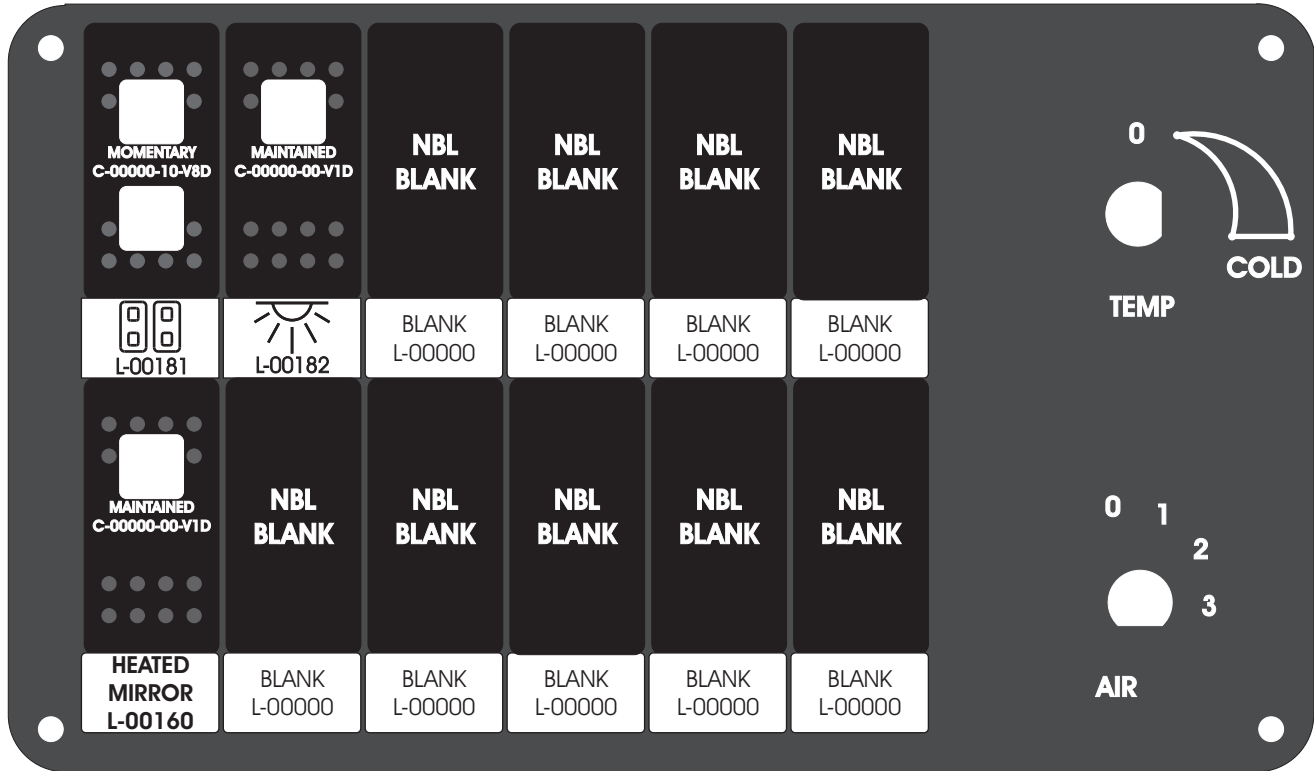 MOMENTARY
C-00000-10-V8D
MAINTAINED
C-00000-00-V1D
NBL
BLANK
NBL
BLANK
NBL
BLANK
NBL
BLANK
L-00181
L-00182
BLANK
L-00000
BLANK
L-00000
BLANK
L-00000
BLANK
L-00000
0
COLD
TEMP
MAINTAINED
C-00000-00-V1D
NBL
BLANK
NBL
BLANK
NBL
BLANK
NBL
BLANK
NBL
BLANK
HEATED
MIRROR
L-00160
BLANK
L-00000
BLANK
L-00000
BLANK
L-00000
BLANK
L-00000
BLANK
L-00000
0
1
2
3
AIR